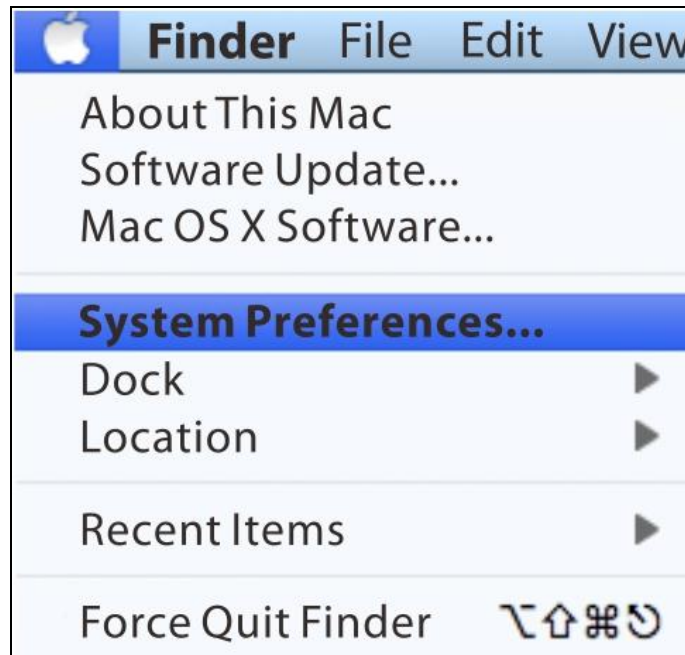 Finder File Edit View
About This Mac
Software Update...
Mac OS X Software...
System Preferences...
Dock
Location
Recent Items
Force Quit Finder ⌥⇧⌘⎋